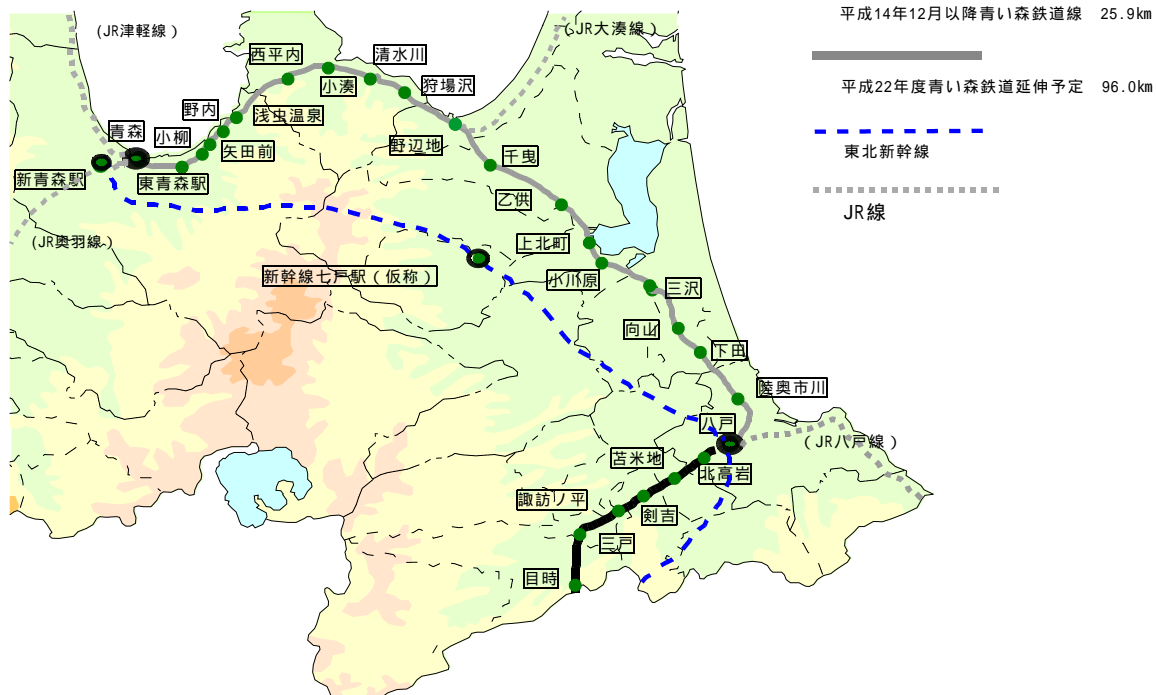 (JR津軽線)
(JR大湊線)
平成14年12月以降青い森鉄道線 25.9km
平成22年度青い森鉄道延伸予定 96.0km
東北新幹線
JR線
西平内
清水川
小湊
狩場沢
野内
浅虫温泉
青森
小柳
矢田前
野辺地
新青森駅
東青森駅
千曳
乙供
(JR奥羽線)
上北町
新幹線七戸駅(仮称)
小川原
三沢
向山
下田
陸奥市川
八戸
(JR八戸線)
苫米地
北高岩
諏訪ノ平
剣吉
三戸
目時